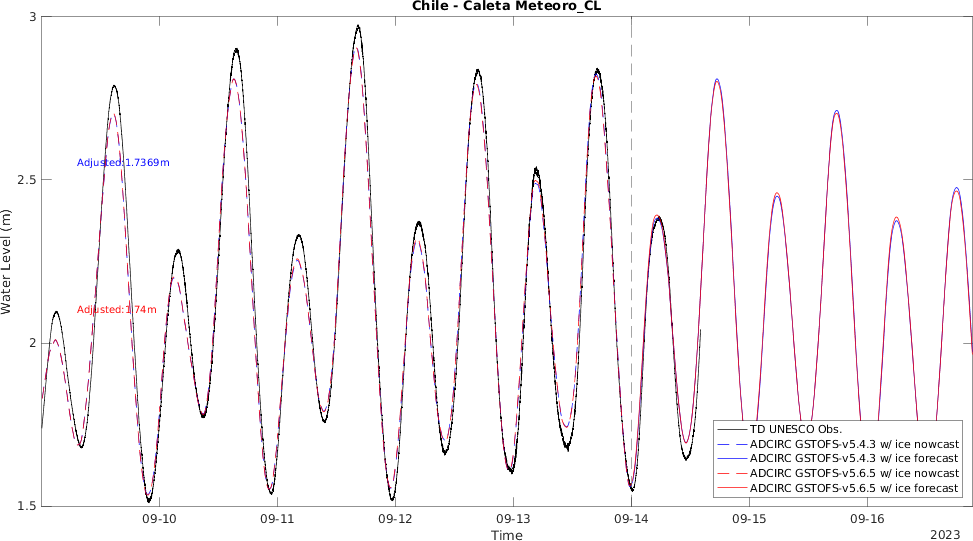 Chile - Caleta Meteoro_CL
3
2.5
2
1.5
Water Level (m)
Adjusted:1.7369m
Adjusted:1.74m
TD UNESCO Obs.
ADCIRC GSTOFS-v5.4.3 w/ ice nowcast
ADCIRC GSTOFS-v5.4.3 w/ ice forecast
ADCIRC GSTOFS-v5.6.5 w/ ice nowcast
ADCIRC GSTOFS-v5.6.5 w/ ice forecast
09-10 09-11 09-12 09-13 09-14 09-15 09-16
Time
2023